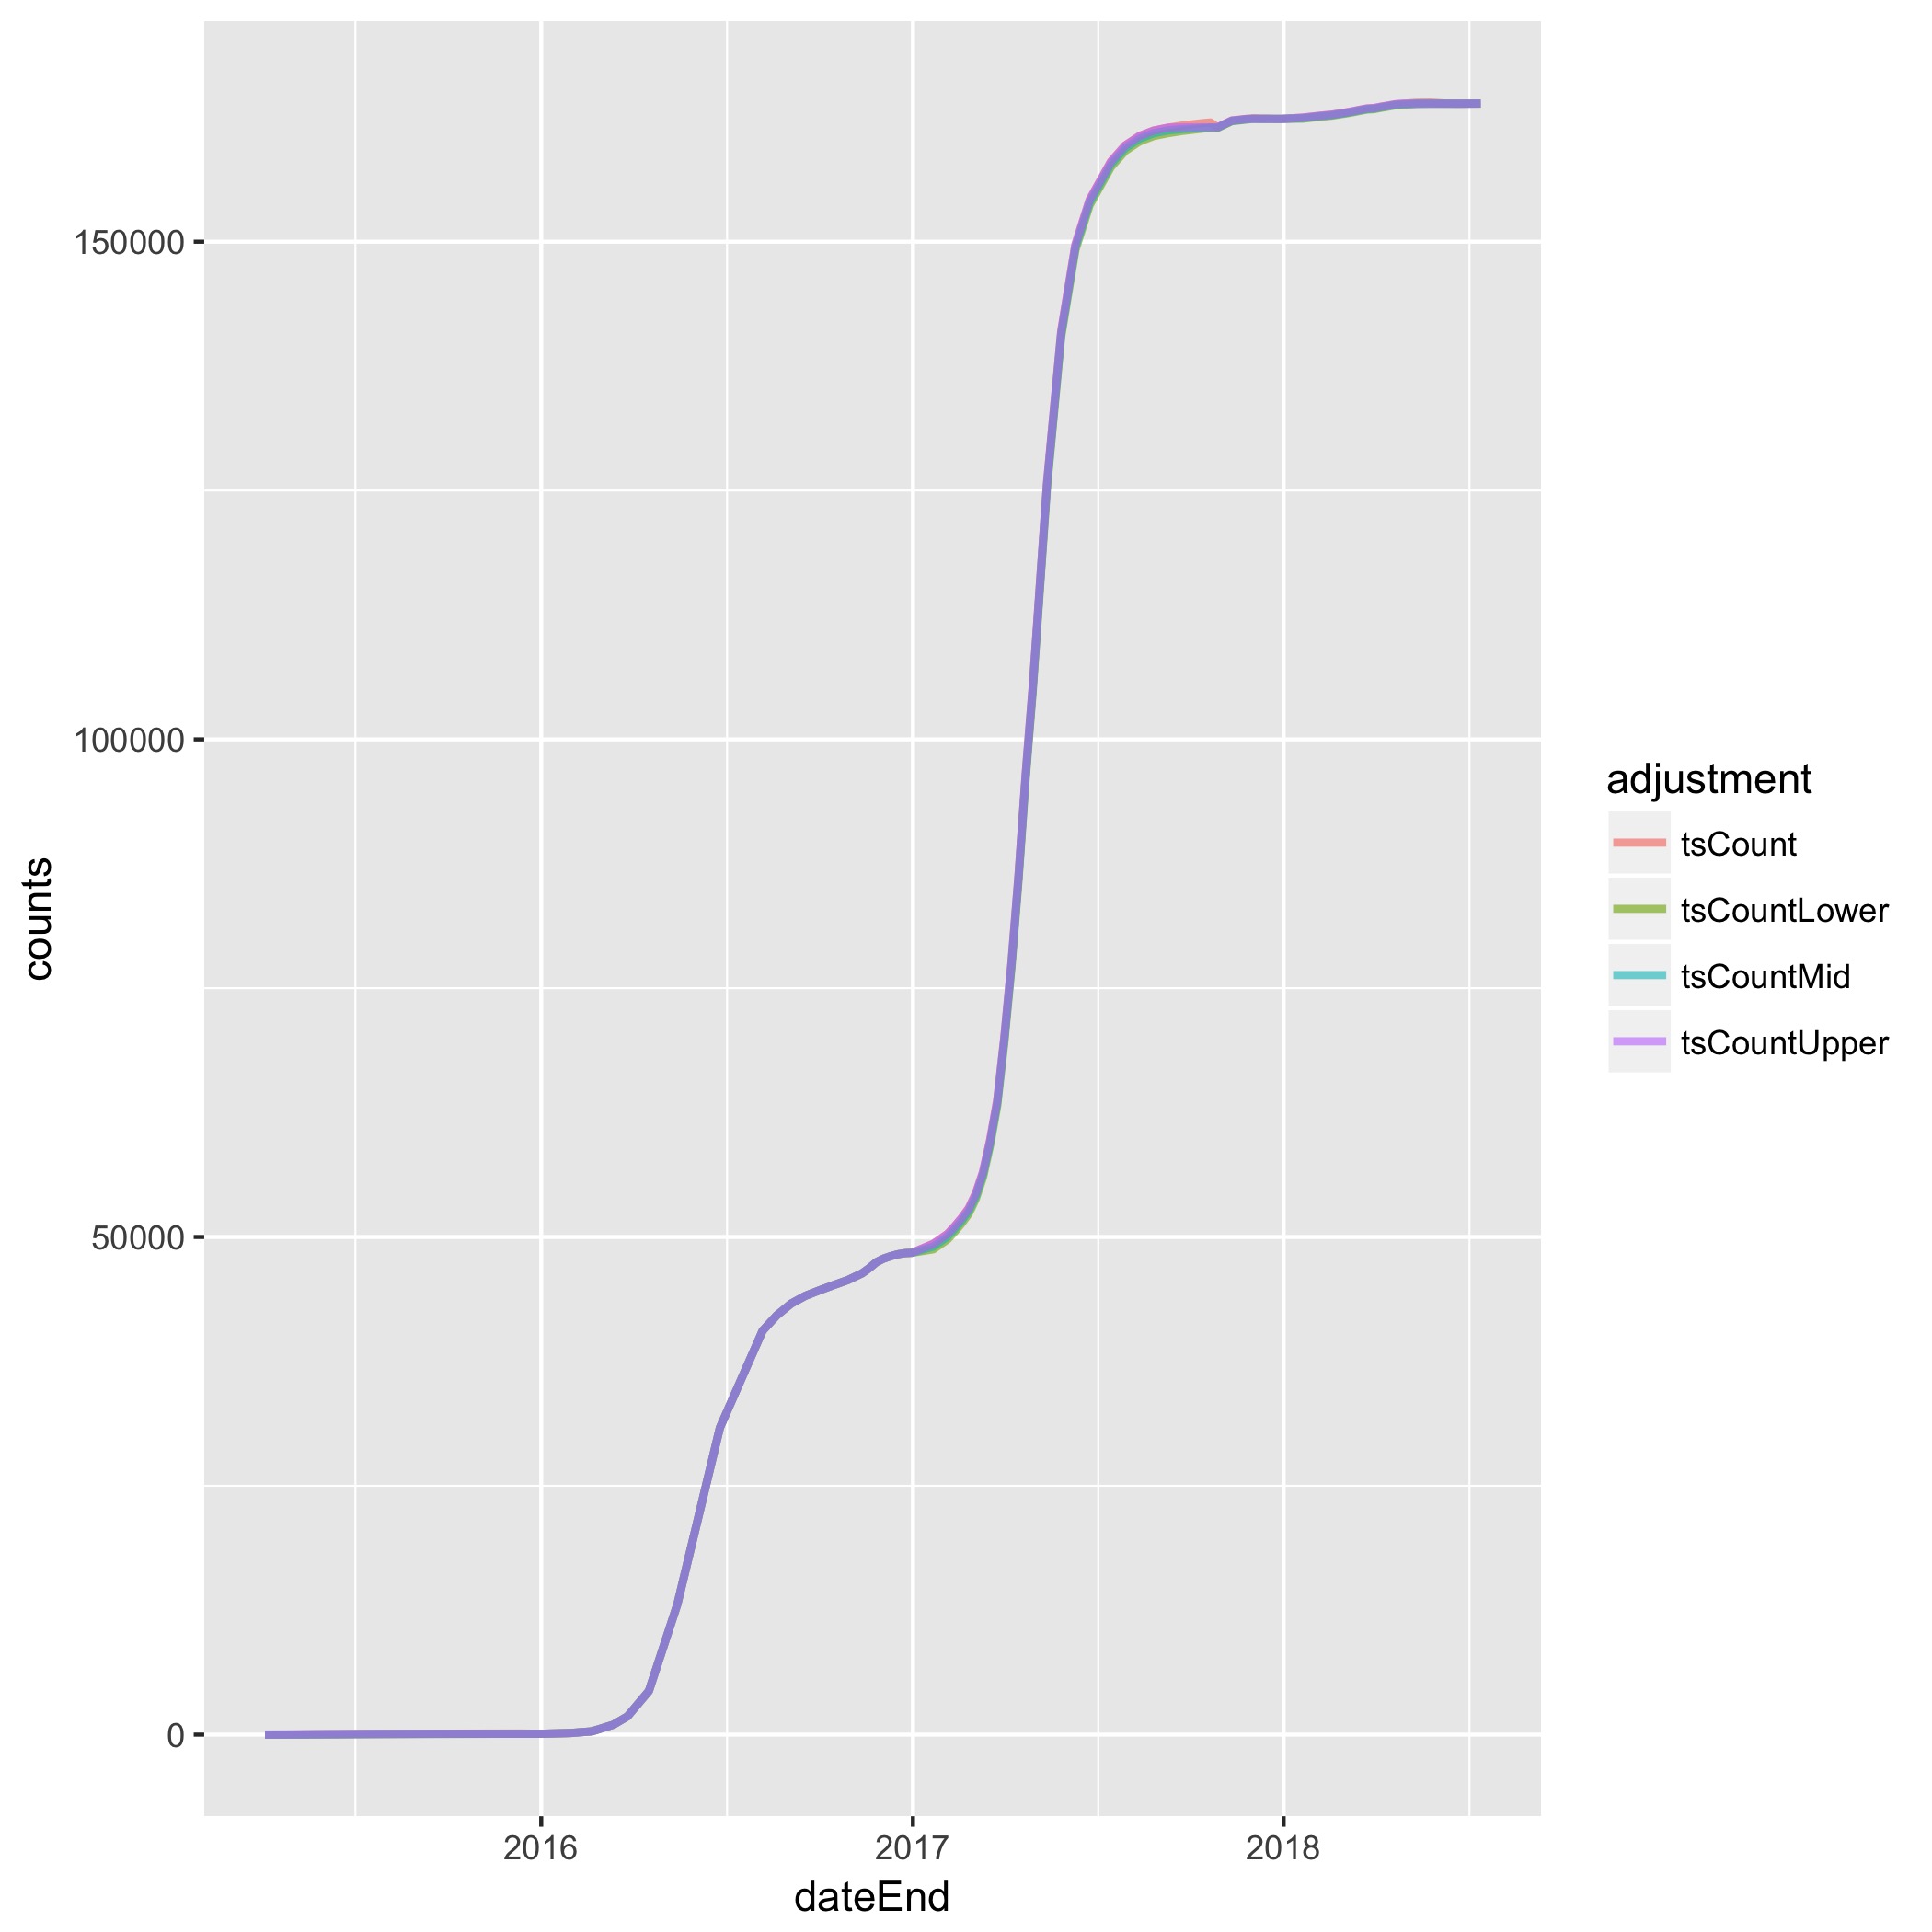 150000
100000
50000
0
counts
2016 2017 2018
dateEnd
adjustment
tsCount
tsCountLower
tsCountMid
tsCountUpper